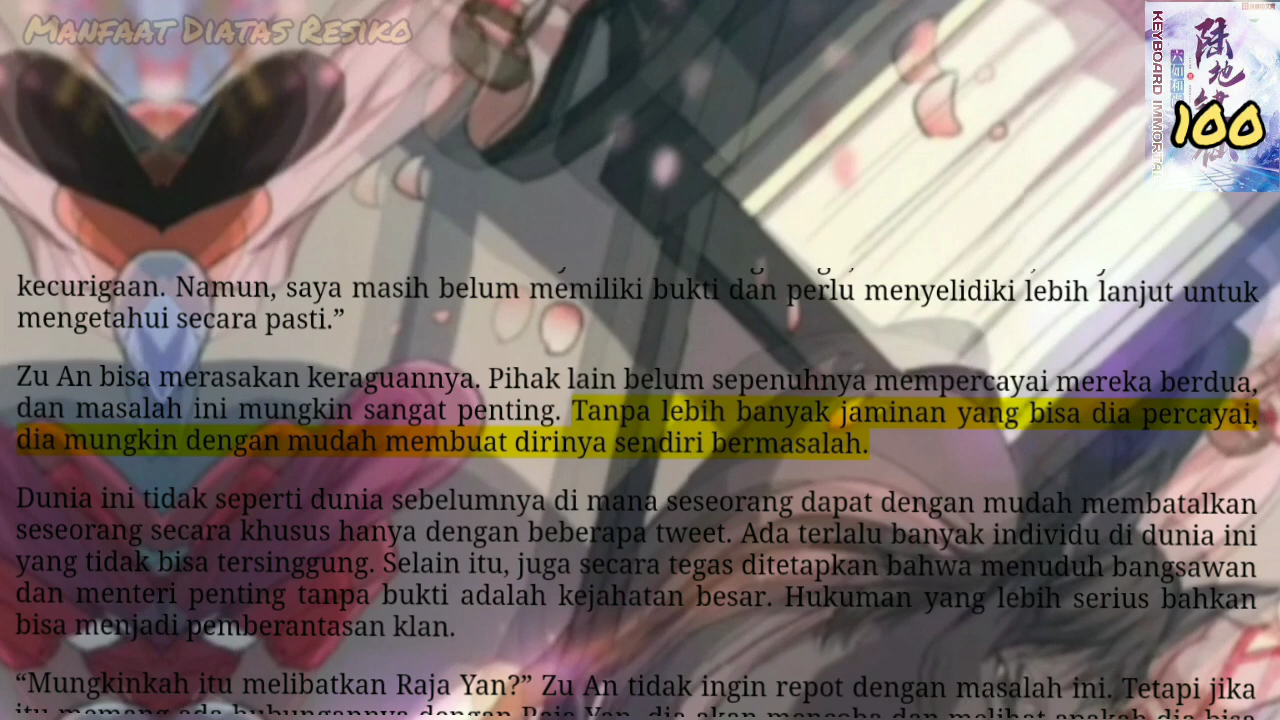 Manfaat Diatas Resiko
KEYBOARD IMMORTAL
陆地
100
kecurigaan. Namun, saya masih belum memiliki bukti dan perlu menyelidiki lebih lanjut untuk
mengetahui secara pasti.”
Zu An bisa merasakan keraguannya. Pihak lain belum sepenuhnya mempercayai mereka berdua,
dan masalah ini mungkin sangat penting. Tanpa lebih banyak jaminan yang bisa dia percayai,
dia mungkin dengan mudah membuat dirinya sendiri bermasalah.
Dunia ini tidak seperti dunia sebelumnya di mana seseorang dapat dengan mudah membatalkan
seseorang secara khusus hanya dengan beberapa tweet. Ada terlalu banyak individu di dunia ini
yang tidak bisa tersinggung. Selain itu, juga secara tegas ditetapkan bahwa menuduh bangsawan
dan menteri penting tanpa bukti adalah kejahatan besar. Hukuman yang lebih serius bahkan
bisa menjadi pemberantasan klan.
“Mungkinkah itu melibatkan Raja Yan?” Zu An tidak ingin repot dengan masalah ini. Tetapi jika